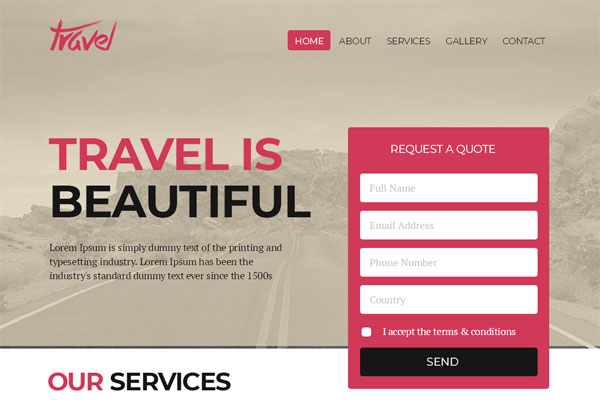 Travel
HOME ABOUT SERVICES GALLERY CONTACT
TRAVEL IS
BEAUTIFUL
Lorem Ipsum is simply dummy text of the printing and
typesetting industry. Lorem Ipsum has been the
industry's standard dummy text ever since the 1500s
REQUEST A QUOTE
Full Name
Email Address
Phone Number
Country
I accept the terms & conditions
SEND
OUR SERVICES